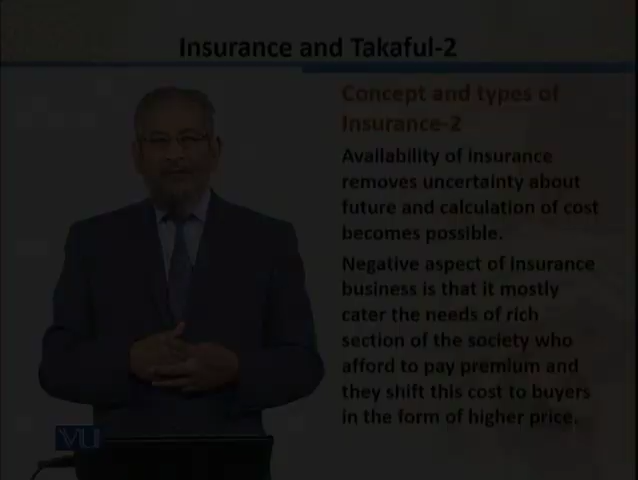 Insurance and Takaful-2
Concept and types of
Insurance-2
Availability of insurance
removes uncertainty about
future and calculation of cost
becomes possible.
Negative aspect of insurance
business is that it mostly
cater the needs of rich
section of the society who
afford to pay premium and
they shift this cost to buyers
in the form of higher price.
VU